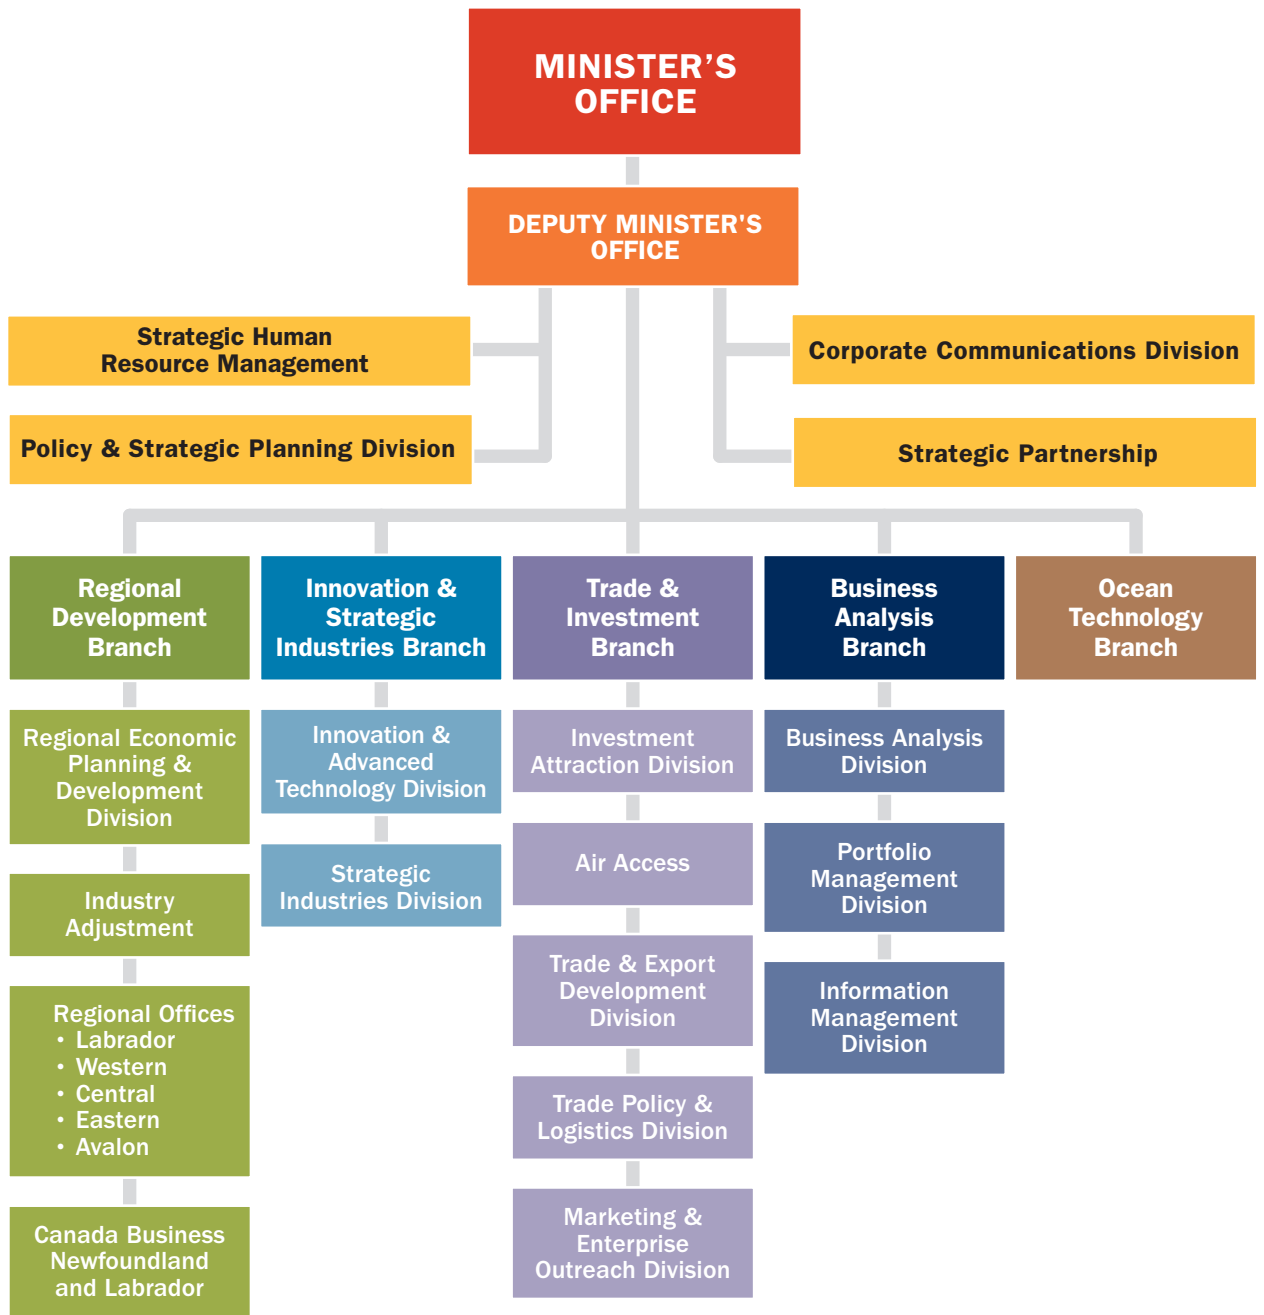 MINISTER’S
OFFICE
DEPUTY MINISTER'S
OFFICE
Strategic Human
Resource Management
Corporate Communications Division
Policy & Strategic Planning Division
Strategic Partnership
Regional
Development
Branch
Innovation &
Strategic
Industries Branch
Trade &
Investment
Branch
Business
Analysis
Branch
Ocean
Technology
Branch
Regional Economic
Planning &
Development
Division
Industry
Adjustment
Regional Offices
• Labrador
• Western
• Central
• Eastern
• Avalon
Canada Business
Newfoundland
and Labrador
Innovation &
Advanced
Technology Division
Strategic
Industries Division
Investment
Attraction Division
Air Access
Trade & Export
Development
Division
Trade Policy &
Logistics Division
Marketing &
Enterprise
Outreach Division
Business Analysis
Division
Portfolio
Management
Division
Information
Management
Division